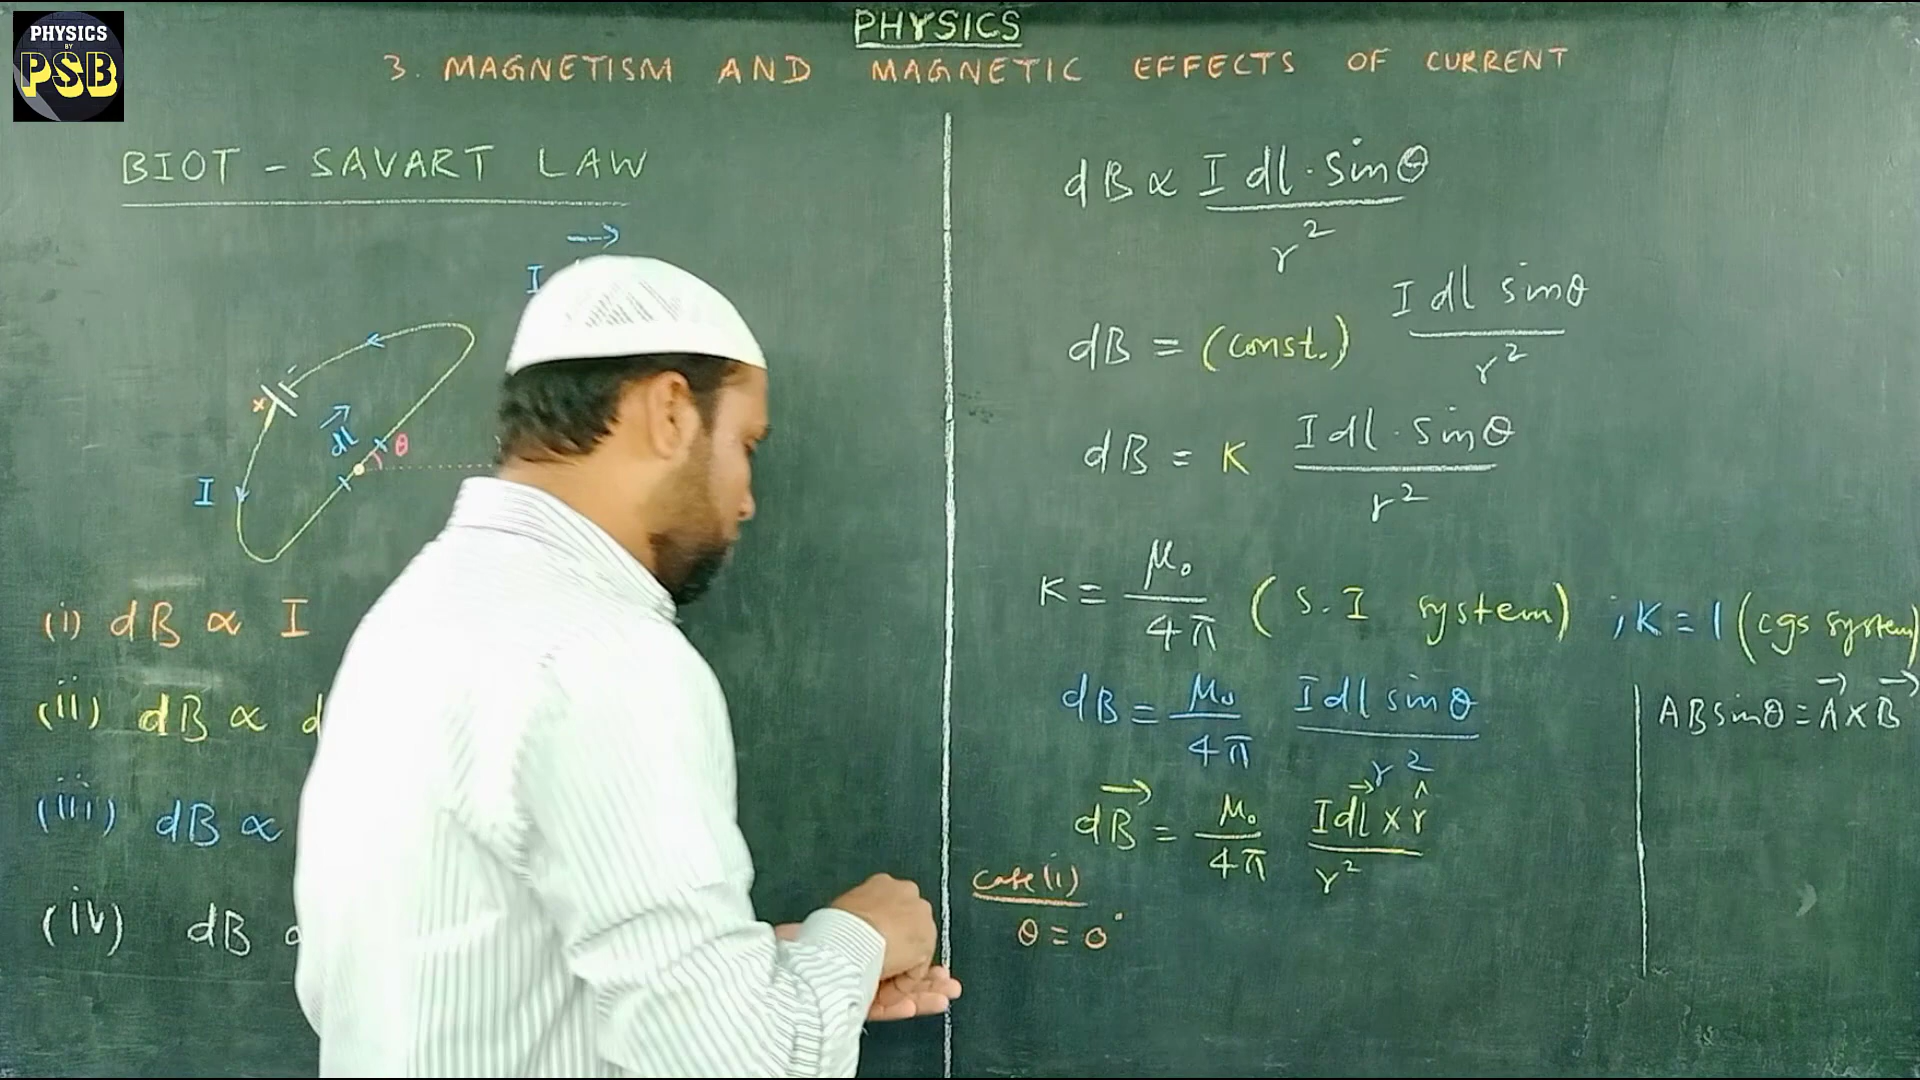 PHYSICS
BY
PSB
PHYSICS
3. MAGNETISM AND MAGNETIC EFFECTS OF CURRENT
BIOT - SAVART LAW
I
dl
θ
I
(i) dB ∝ I
(ii) dB ∝ d
(iii) dB ∝
(iv) dB
dB ∝ I dl · sinθ / r²
dB = (const.) I dl sinθ / r²
dB = K I dl · sinθ / r²
K = μ₀ / 4π (S.I system) ; K = 1 (cgs system)
dB = μ₀ / 4π I dl sinθ / r²
AB sinθ = A⃗ × B⃗
dB⃗ = μ₀ / 4π I dl⃗ × r̂ / r²
Case (i)
θ = 0°